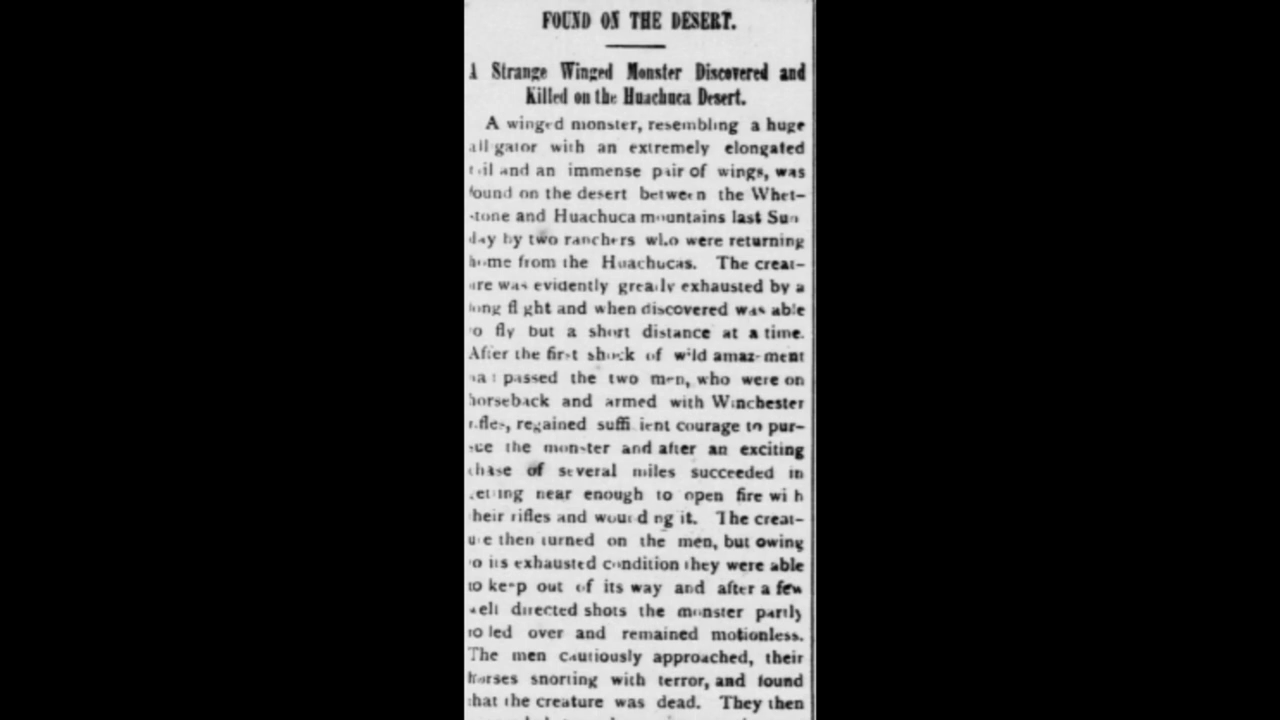 FOUND ON THE DESERT.
A Strange Winged Monster Discovered and
Killed on the Huachuca Desert.
A winged monster, resembling a huge
alligator with an extremely elongated
tail and an immense pair of wings, was
found on the desert between the Whet-
stone and Huachuca mountains last Sun
day by two ranchers who were returning
home from the Huachucas. The creat-
ure was evidently greatly exhausted by a
long flight and when discovered was able
to fly but a short distance at a time.
After the first shock of wild amazement
had passed the two men, who were on
horseback and armed with Winchester
rifles, regained sufficient courage to pur-
sue the monster and after an exciting
chase of several miles succeeded in
getting near enough to open fire with
their rifles and wounding it. The creat-
ure then turned on the men, but owing
to its exhausted condition they were able
to keep out of its way and after a few
well directed shots the monster partly
rolled over and remained motionless.
The men cautiously approached, their
horses snorting with terror, and found
that the creature was dead. They then